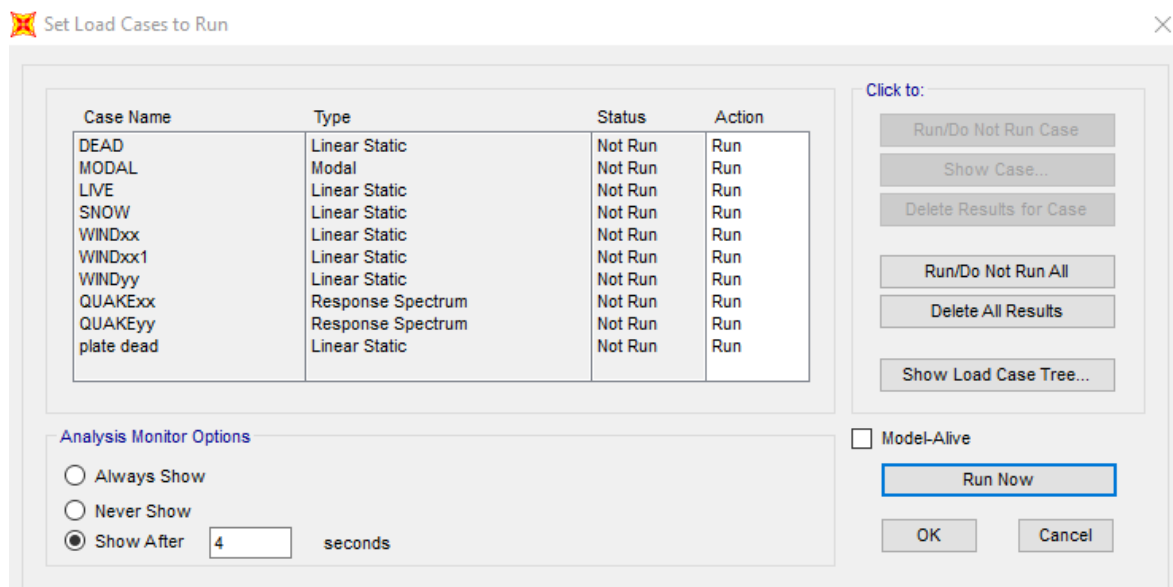 Set Load Cases to Run
Click to:
Case Name Type Status Action
DEAD Linear Static Not Run Run
MODAL Modal Not Run Run
LIVE Linear Static Not Run Run
SNOW Linear Static Not Run Run
WINDxx Linear Static Not Run Run
WINDxx1 Linear Static Not Run Run
WINDyy Linear Static Not Run Run
QUAKExx Response Spectrum Not Run Run
QUAKEyy Response Spectrum Not Run Run
plate dead Linear Static Not Run Run
Run/Do Not Run Case
Show Case...
Delete Results for Case
Run/Do Not Run All
Delete All Results
Show Load Case Tree...
Analysis Monitor Options
Always Show
Never Show
Show After 4 seconds
Model-Alive
Run Now
OK Cancel